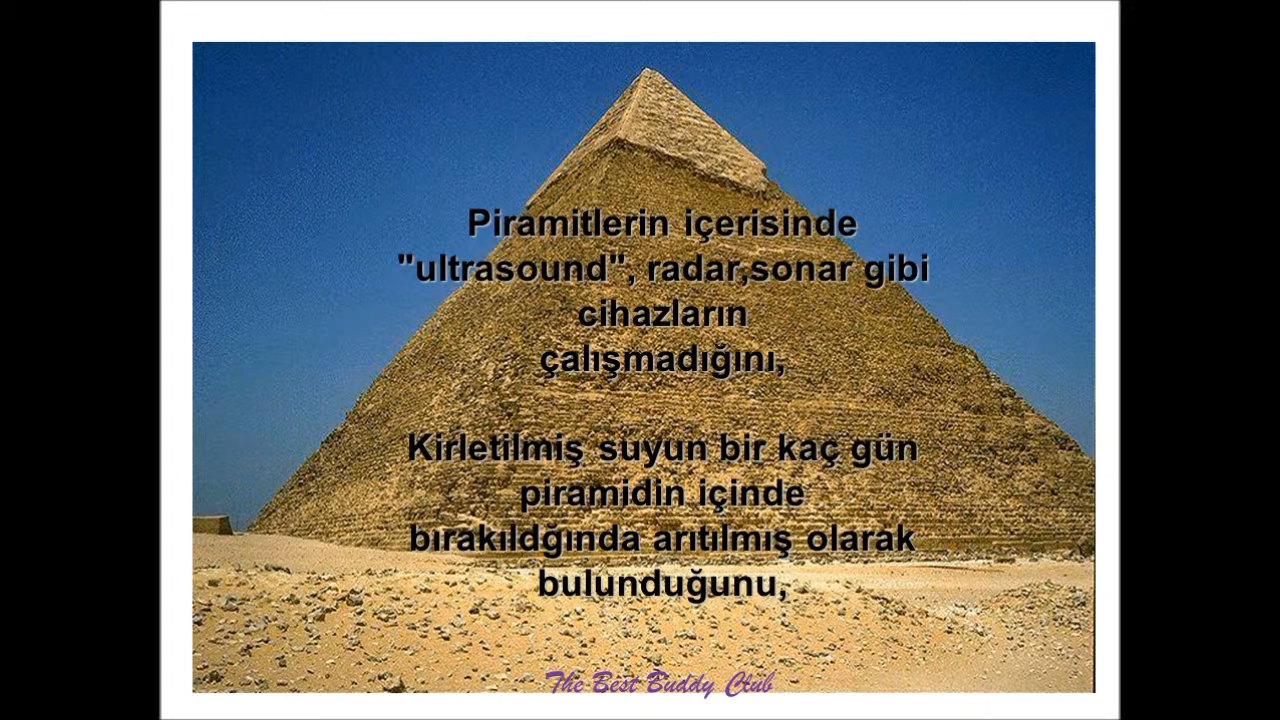 Piramitlerin içerisinde
"ultrasound", radar,sonar gibi
cihazların
çalışmadığını,
Kirletilmiş suyun bir kaç gün
piramidin içinde
bırakıldğında arıtılmış olarak
bulunduğunu,
The Best Buddy Club